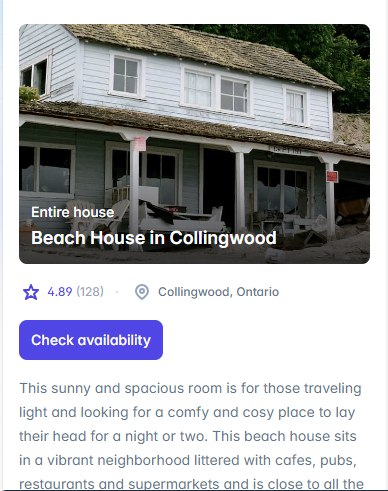 Entire house
Beach House in Collingwood
4.89 (128) · Collingwood, Ontario
Check availability
This sunny and spacious room is for those traveling
light and looking for a comfy and cosy place to lay
their head for a night or two. This beach house sits
in a vibrant neighborhood littered with cafes, pubs,
restaurants and supermarkets and is close to all the